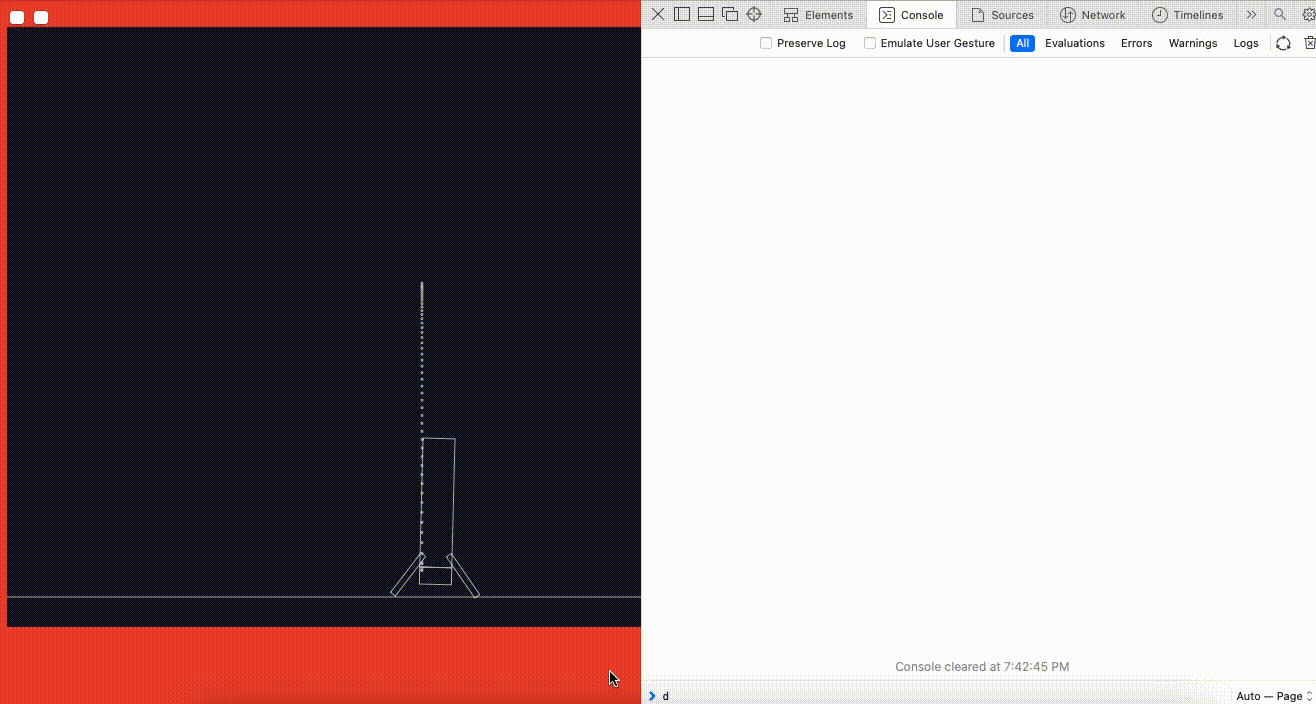 Elements Console Sources Network Timelines
Preserve Log Emulate User Gesture All Evaluations Errors Warnings Logs
Console cleared at 7:42:45 PM
d Auto — Page